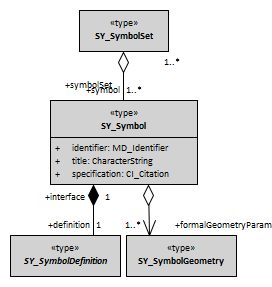 «type»
SY_SymbolSet
1..*
+symbolSet
+symbol 1..*
«type»
SY_Symbol
+ identifier: MD_Identifier
+ title: CharacterString
+ specification: CI_Citation
+interface 1
+definition 1
1..* +formalGeometryParam
«type»
SY_SymbolDefinition
«type»
SY_SymbolGeometry